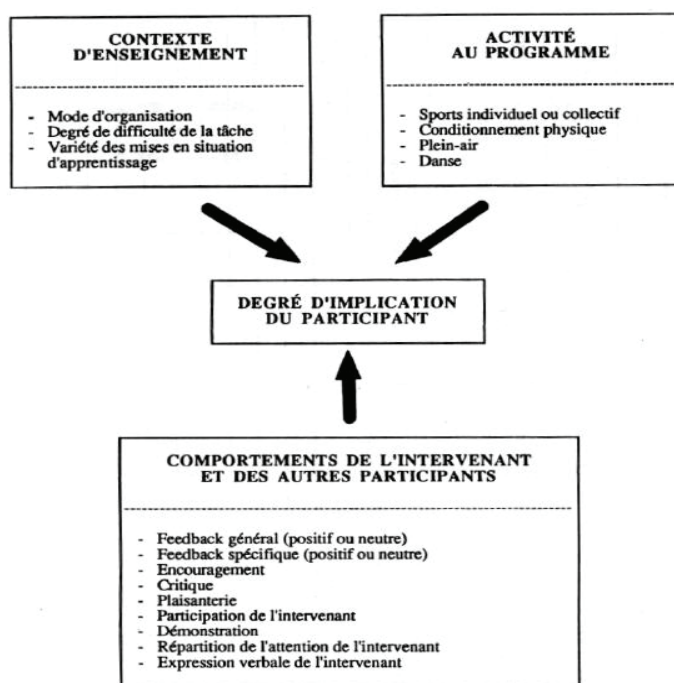 CONTEXTE
D'ENSEIGNEMENT
- Mode d'organisation
- Degré de difficulté de la tâche
- Variété des mises en situation
d'apprentissage
ACTIVITÉ
AU PROGRAMME
- Sports individuel ou collectif
- Conditionnement physique
- Plein-air
- Danse
DEGRÉ D'IMPLICATION
DU PARTICIPANT
COMPORTEMENTS DE L'INTERVENANT
ET DES AUTRES PARTICIPANTS
- Feedback général (positif ou neutre)
- Feedback spécifique (positif ou neutre)
- Encouragement
- Critique
- Plaisanterie
- Participation de l'intervenant
- Démonstration
- Répartition de l'attention de l'intervenant
- Expression verbale de l'intervenant